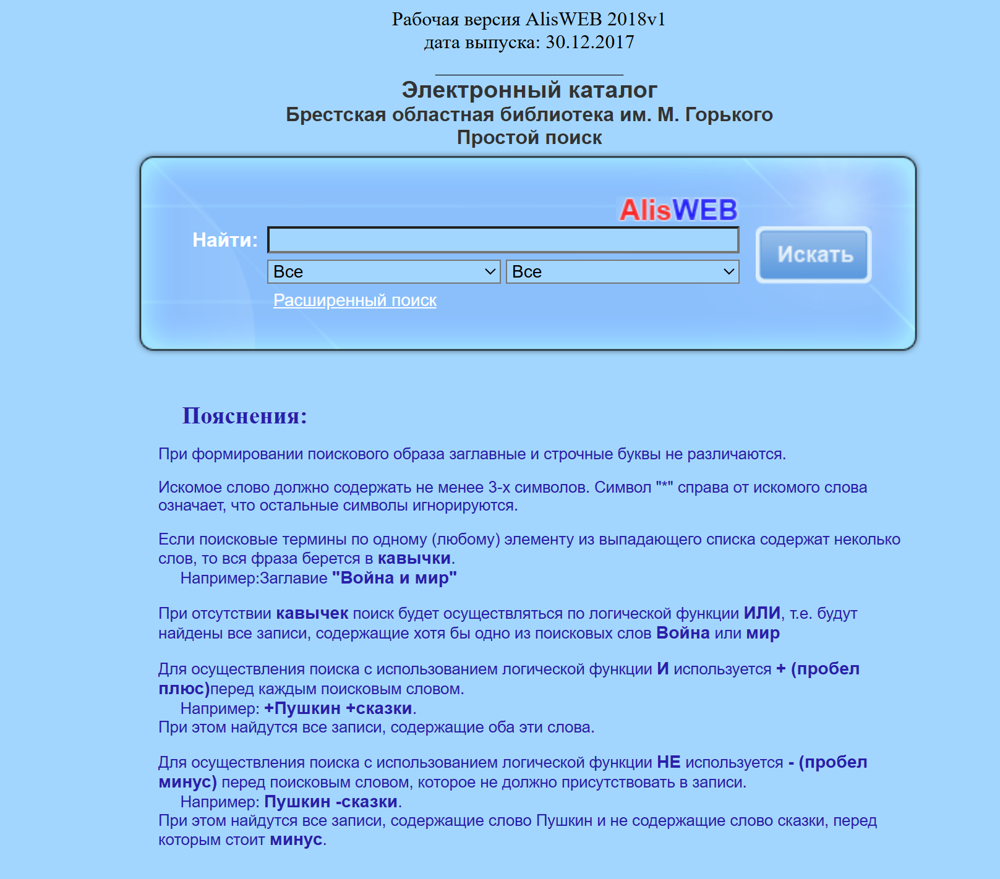 Рабочая версия AlisWEB 2018v1
дата выпуска: 30.12.2017
___________________
Электронный каталог
Брестская областная библиотека им. М. Горького
Простой поиск
AlisWEB
Найти:
Искать
Все Все
Расширенный поиск
Пояснения:
При формировании поискового образа заглавные и строчные буквы не различаются.
Искомое слово должно содержать не менее 3-х символов. Символ "*" справа от искомого слова
означает, что остальные символы игнорируются.
Если поисковые термины по одному (любому) элементу из выпадающего списка содержат неколько
слов, то вся фраза берется в кавычки.
Например:Заглавие "Война и мир"
При отсутствии кавычек поиск будет осуществляться по логической функции ИЛИ, т.е. будут
найдены все записи, содержащие хотя бы одно из поисковых слов Война или мир
Для осуществления поиска с использованием логической функции И используется + (пробел
плюс)перед каждым поисковым словом.
Например: +Пушкин +сказки.
При этом найдутся все записи, содержащие оба эти слова.
Для осуществления поиска с использованием логической функции НЕ используется - (пробел
минус) перед поисковым словом, которое не должно присутствовать в записи.
Например: Пушкин -сказки.
При этом найдутся все записи, содержащие слово Пушкин и не содержащие слово сказки, перед
которым стоит минус.